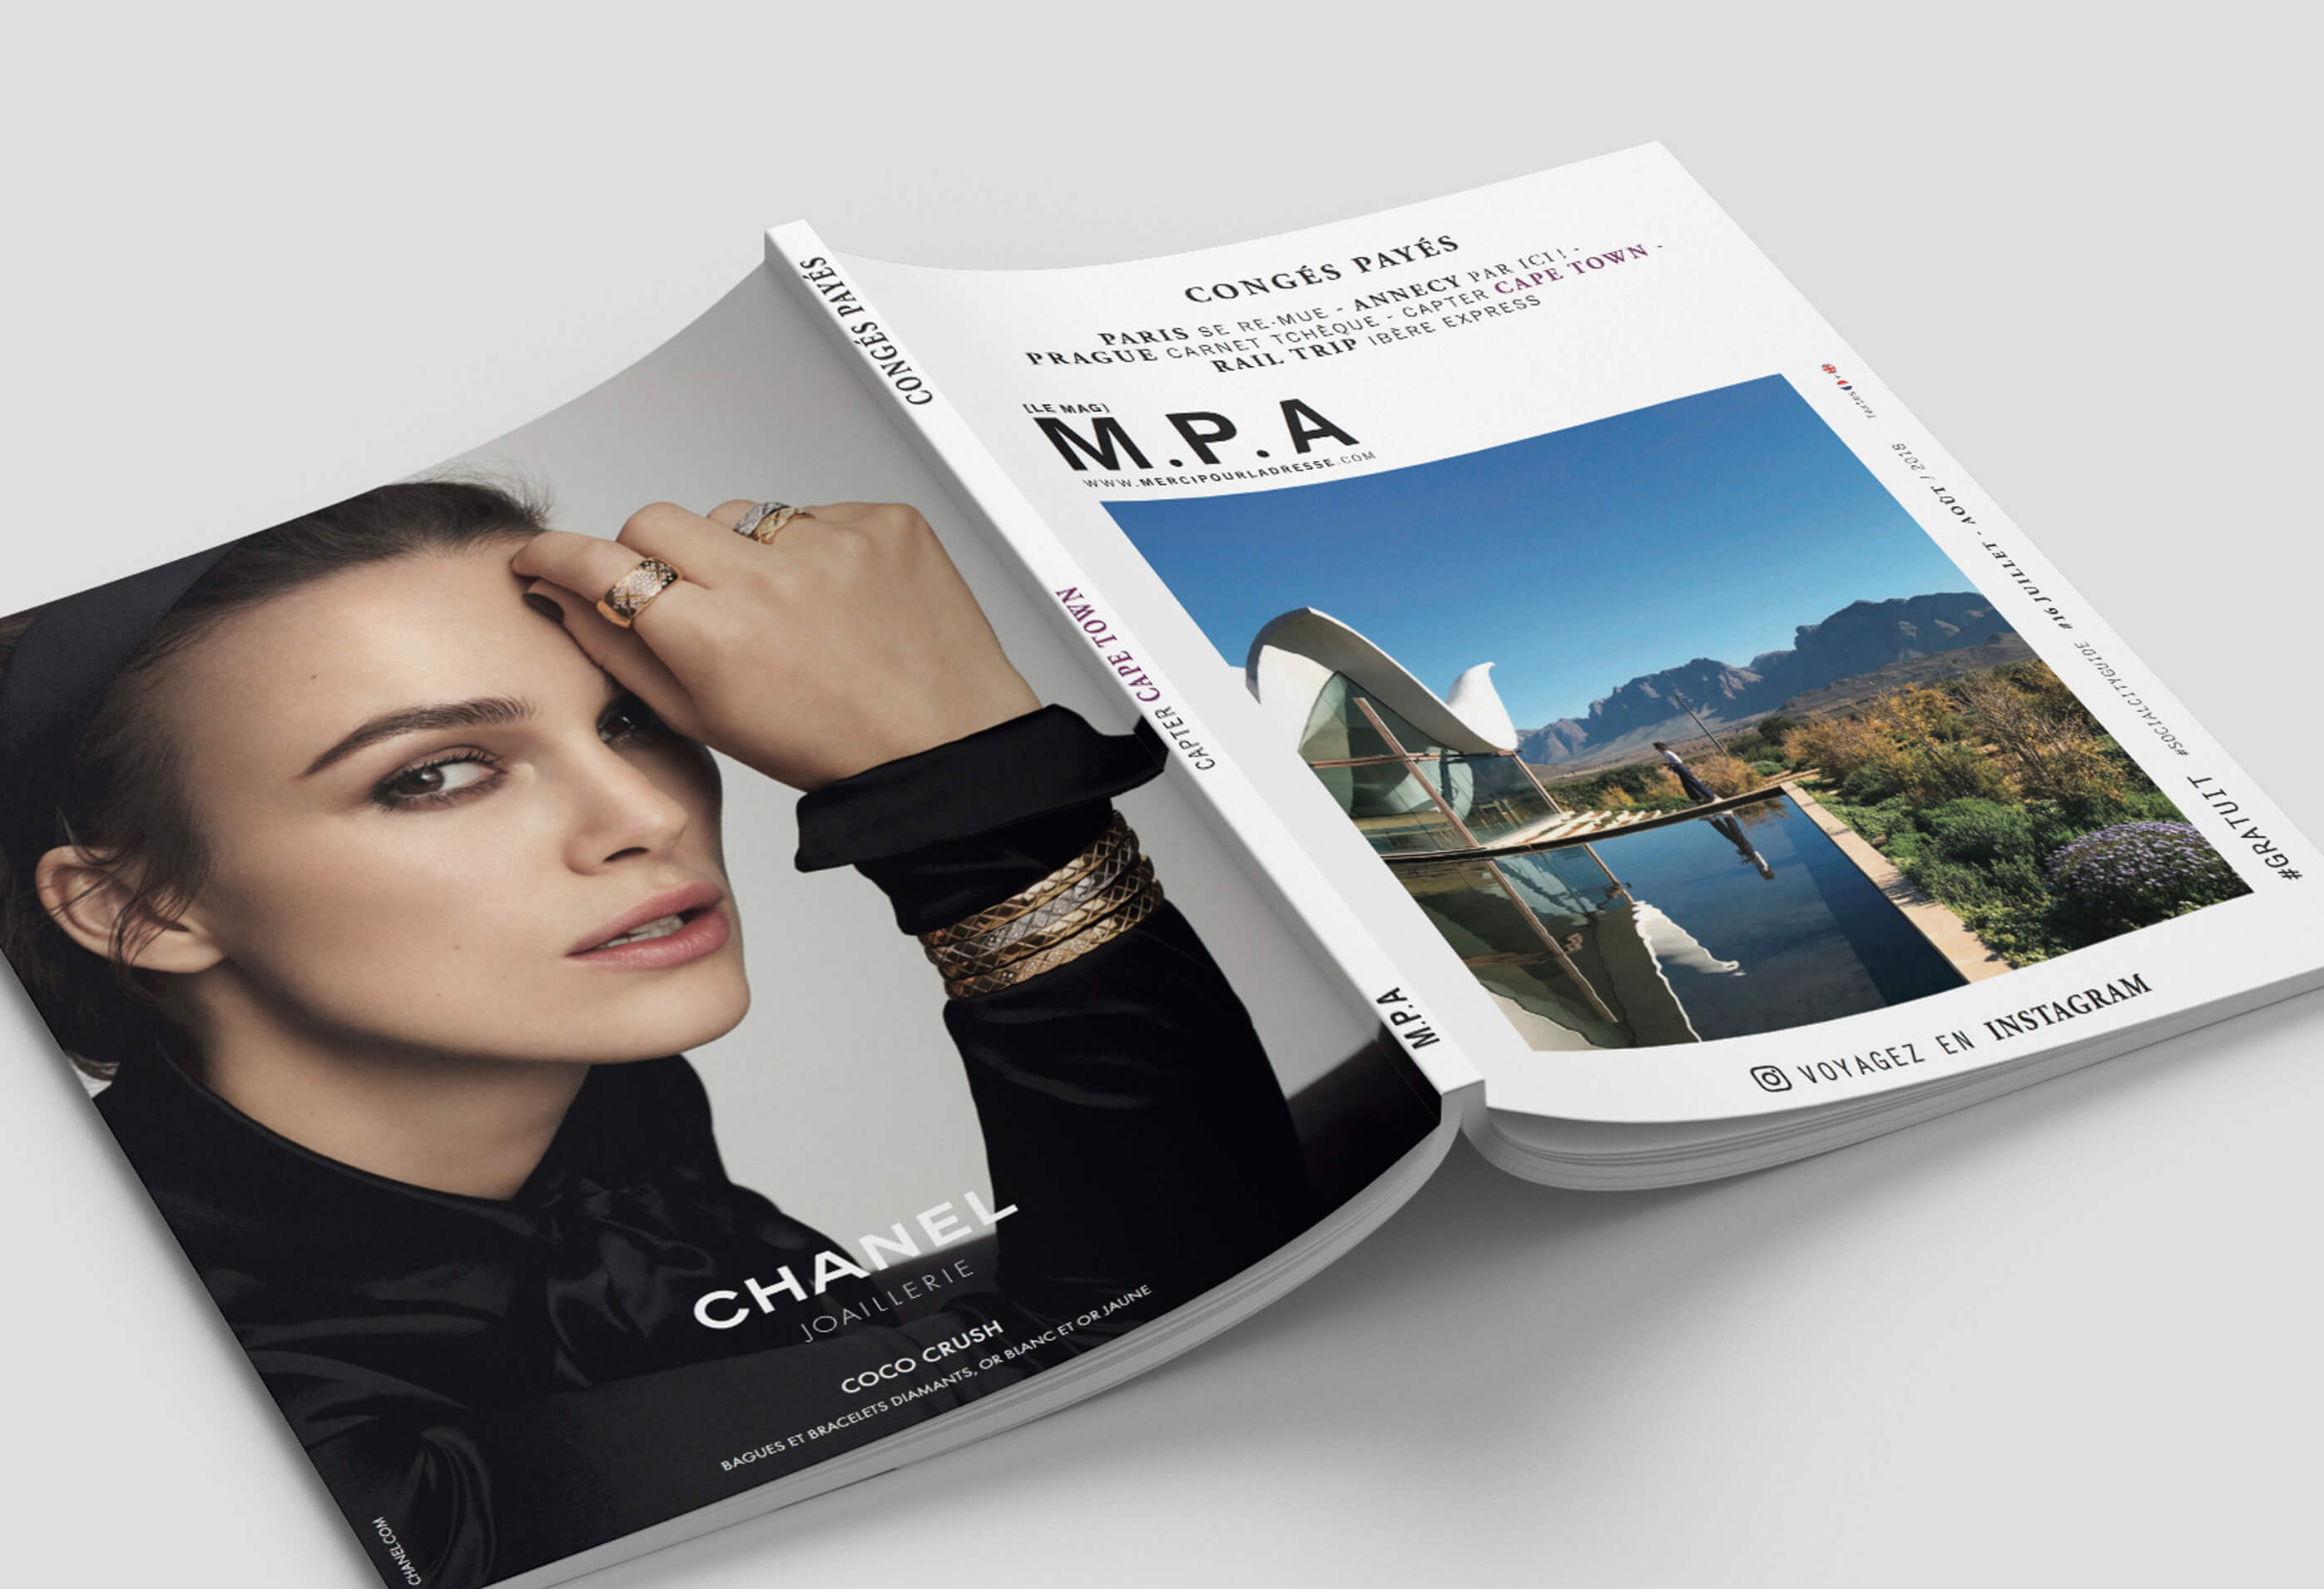 CONGÉS PAYÉS
CAPTER CAPE TOWN
M.P.A
CONGÉS PAYÉS
PARIS SE RE-MUE - ANNECY PAR ICI ! -
PRAGUE CARNET TCHÈQUE - CAPTER CAPE TOWN -
RAIL TRIP IBÈRE EXPRESS
[LE MAG]
M.P.A
WWW.MERCIPOURLADRESSE.COM
Textes
#GRATUIT #SOCIALCITYGUIDE #16 JUILLET - AOÛT / 2018
VOYAGEZ EN INSTAGRAM
CHANEL
JOAILLERIE
COCO CRUSH
BAGUES ET BRACELETS DIAMANTS, OR BLANC ET OR JAUNE
CHANEL.COM